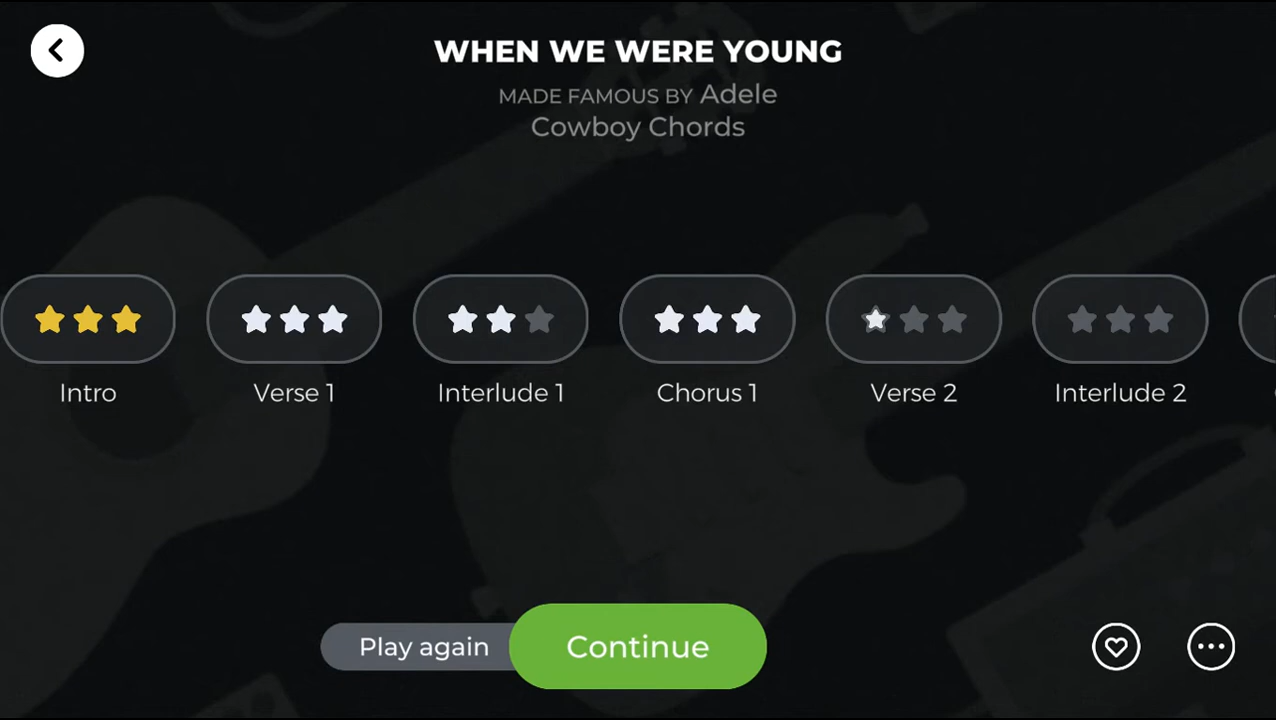 WHEN WE WERE YOUNG
MADE FAMOUS BY Adele
Cowboy Chords
Intro
Verse 1
Interlude 1
Chorus 1
Verse 2
Interlude 2
Play again
Continue